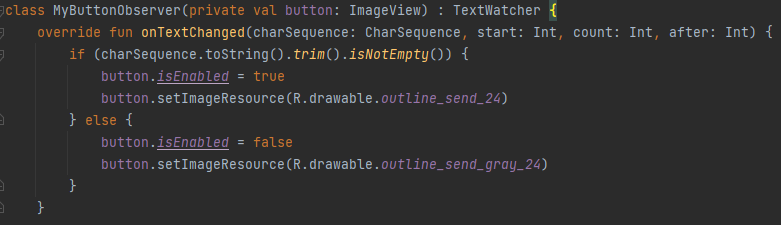 class MyButtonObserver(private val button: ImageView) : TextWatcher {
    override fun onTextChanged(charSequence: CharSequence, start: Int, count: Int, after: Int) {
        if (charSequence.toString().trim().isNotEmpty()) {
            button.isEnabled = true
            button.setImageResource(R.drawable.outline_send_24)
        } else {
            button.isEnabled = false
            button.setImageResource(R.drawable.outline_send_gray_24)
        }
    }